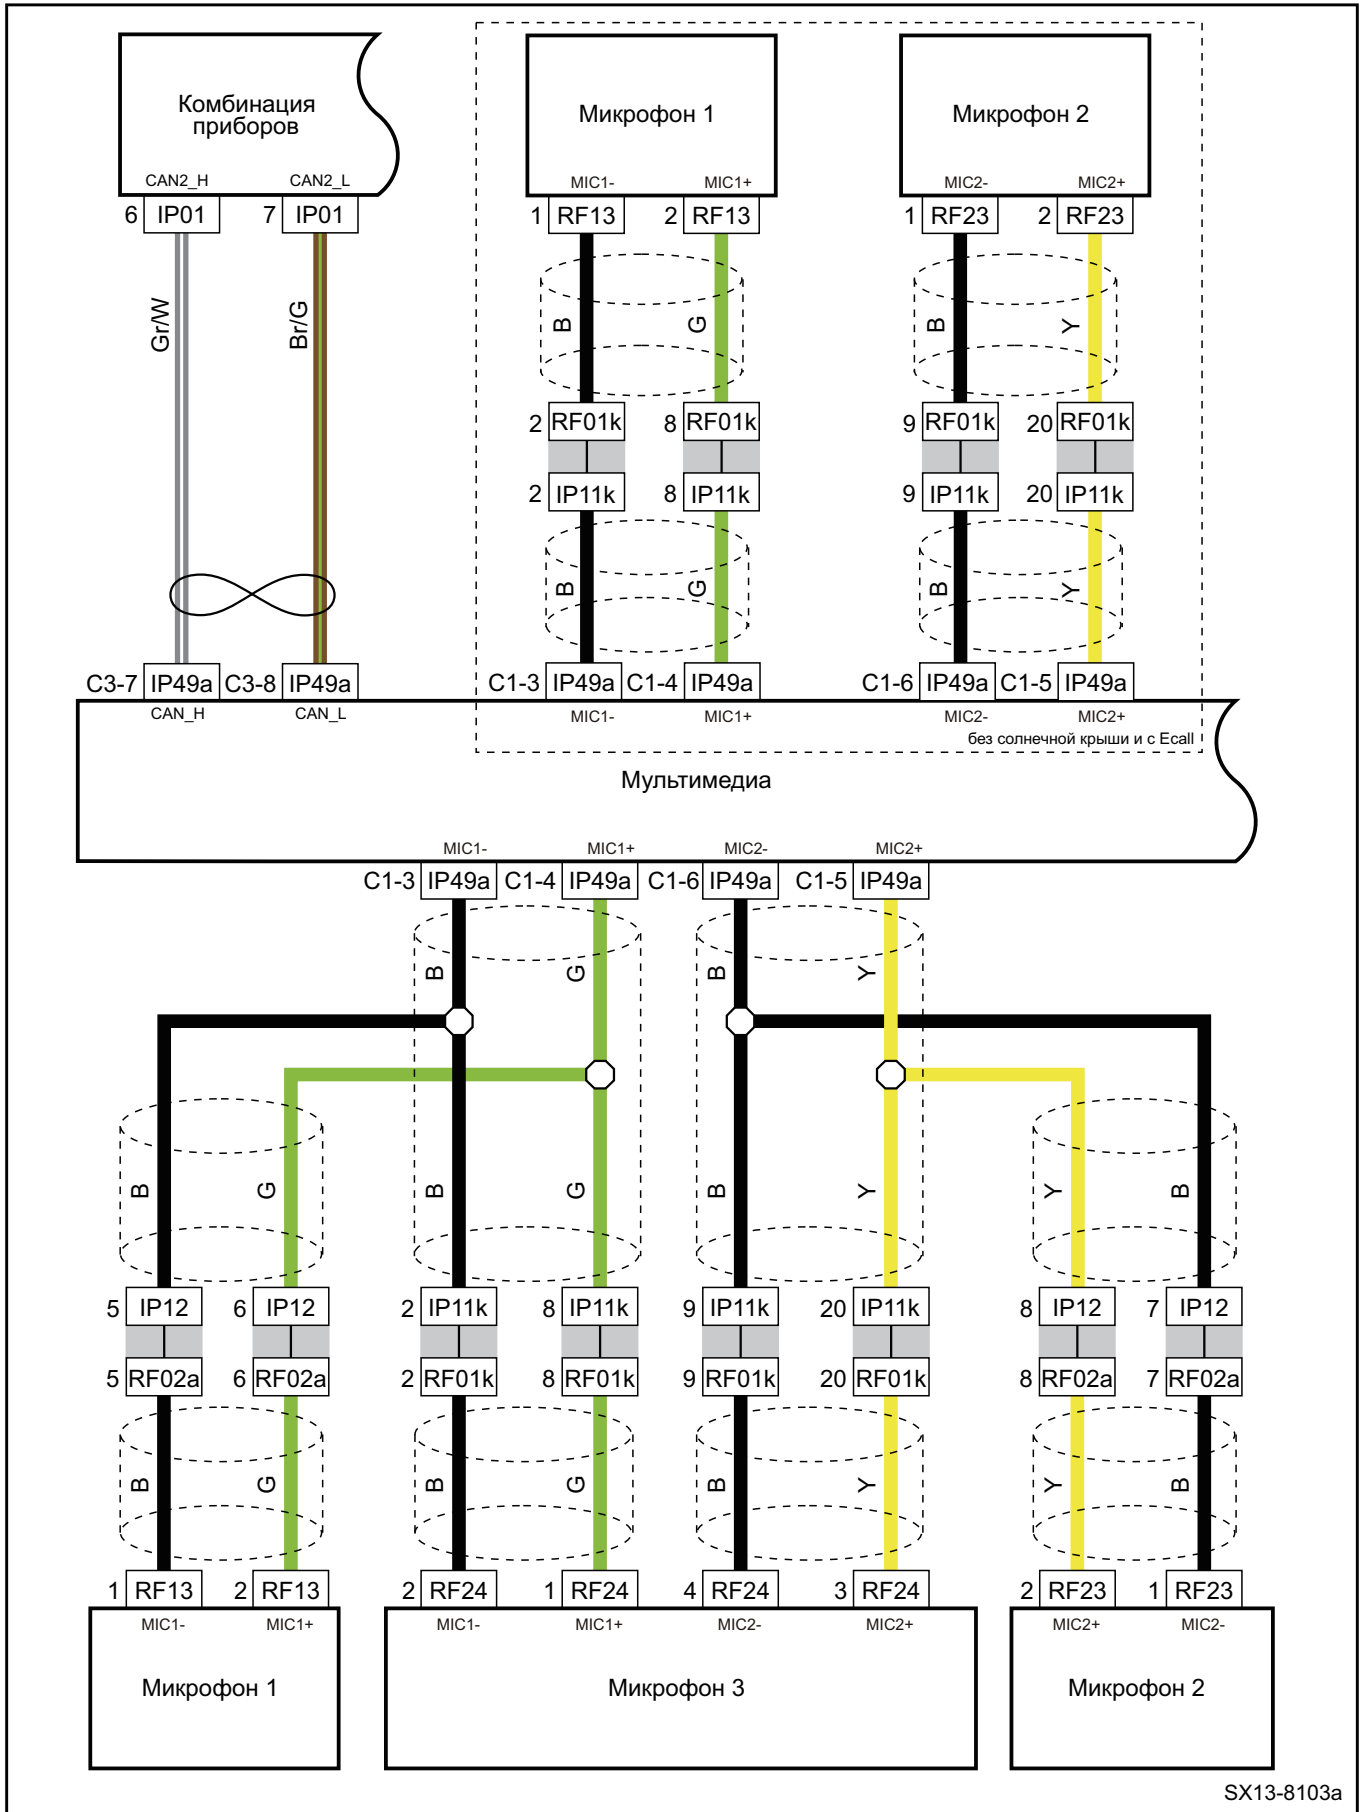 Комбинация
приборов
Микрофон 1
Микрофон 2
CAN2_H CAN2_L MIC1- MIC1+ MIC2- MIC2+
6 IP01 7 IP01 1 RF13 2 RF13 1 RF23 2 RF23
Gr/W Br/G B G B Y
2 RF01k 8 RF01k 9 RF01k 20 RF01k
2 IP11k 8 IP11k 9 IP11k 20 IP11k
B G B Y
C3-7 IP49a C3-8 IP49a C1-3 IP49a C1-4 IP49a C1-6 IP49a C1-5 IP49a
CAN_H CAN_L MIC1- MIC1+ MIC2- MIC2+
без солнечной крыши и с Ecall
Мультимедиа
MIC1- MIC1+ MIC2- MIC2+
C1-3 IP49a C1-4 IP49a C1-6 IP49a C1-5 IP49a
B G B Y
B G B G B Y Y B
5 IP12 6 IP12 2 IP11k 8 IP11k 9 IP11k 20 IP11k 8 IP12 7 IP12
5 RF02a 6 RF02a 2 RF01k 8 RF01k 9 RF01k 20 RF01k 8 RF02a 7 RF02a
B G B G B Y Y B
1 RF13 2 RF13 2 RF24 1 RF24 4 RF24 3 RF24 2 RF23 1 RF23
MIC1- MIC1+ MIC1- MIC1+ MIC2- MIC2+ MIC2+ MIC2-
Микрофон 1 Микрофон 3 Микрофон 2
SX13-8103a